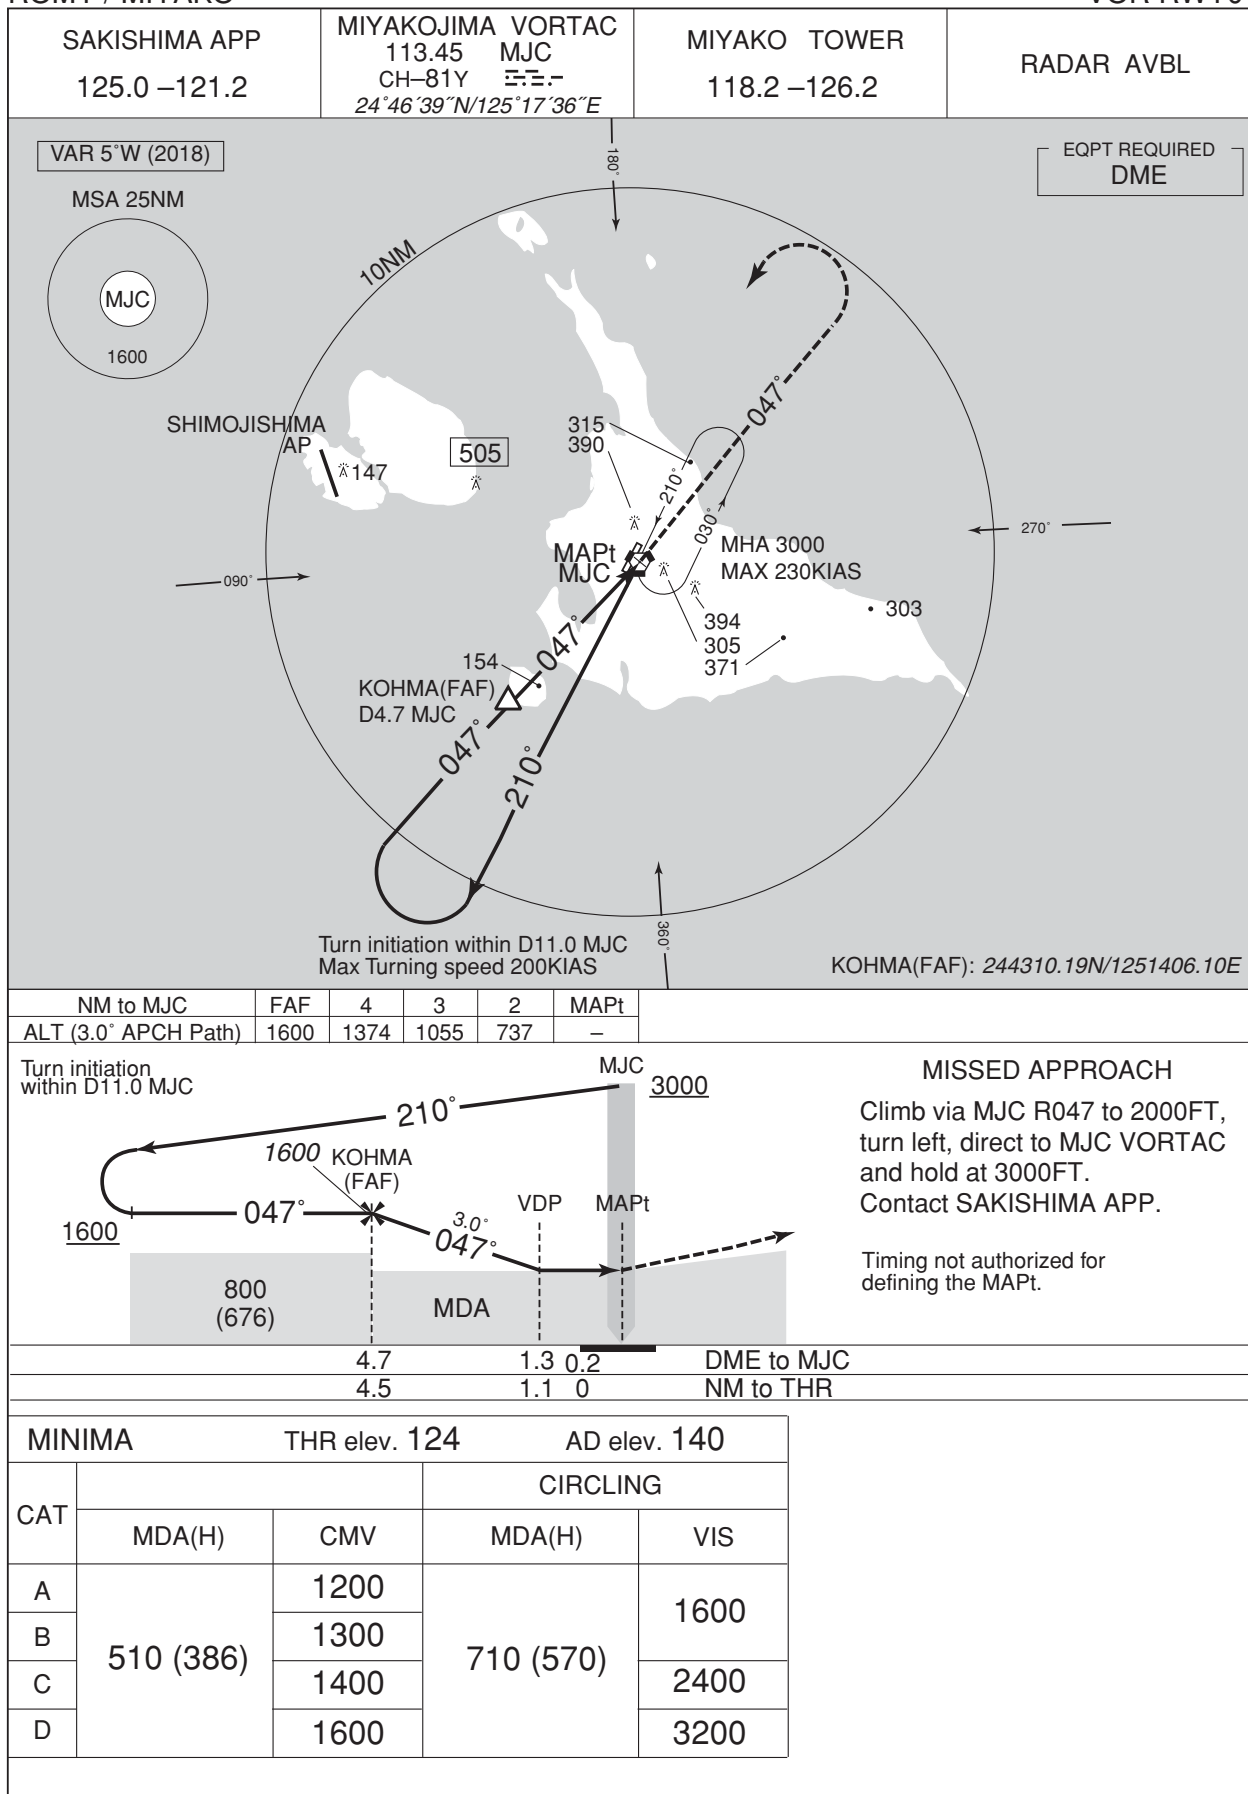 SAKISHIMA APP
125.0 –121.2
MIYAKOJIMA VORTAC
113.45 MJC
CH–81Y
24°46´39˝N/125°17´36˝E
MIYAKO TOWER
118.2 –126.2
RADAR AVBL
VAR 5°W (2018)
MSA 25NM
MJC
1600
180°
EQPT REQUIRED
DME
10NM
047°
SHIMOJISHIMA
AP
147
505
315
390
210°
030°
270°
090°
MAPt
MJC
MHA 3000
MAX 230KIAS
394
305
371
303
154
047°
KOHMA(FAF)
D4.7 MJC
047°
210°
360°
Turn initiation within D11.0 MJC
Max Turning speed 200KIAS
KOHMA(FAF): 244310.19N/1251406.10E
NM to MJC FAF 4 3 2 MAPt
ALT (3.0° APCH Path) 1600 1374 1055 737 –
Turn initiation
within D11.0 MJC
MJC
3000
210°
1600 KOHMA
(FAF)
VDP MAPt
047°
3.0°
047°
1600
800
(676)
MDA
MISSED APPROACH
Climb via MJC R047 to 2000FT,
turn left, direct to MJC VORTAC
and hold at 3000FT.
Contact SAKISHIMA APP.
Timing not authorized for
defining the MAPt.
4.7 1.3 0.2 DME to MJC
4.5 1.1 0 NM to THR
MINIMA THR elev. 124 AD elev. 140
CAT
CIRCLING
MDA(H) CMV MDA(H) VIS
A 1200
1600
B 1300
510 (386) 710 (570)
C 1400 2400
D 1600 3200